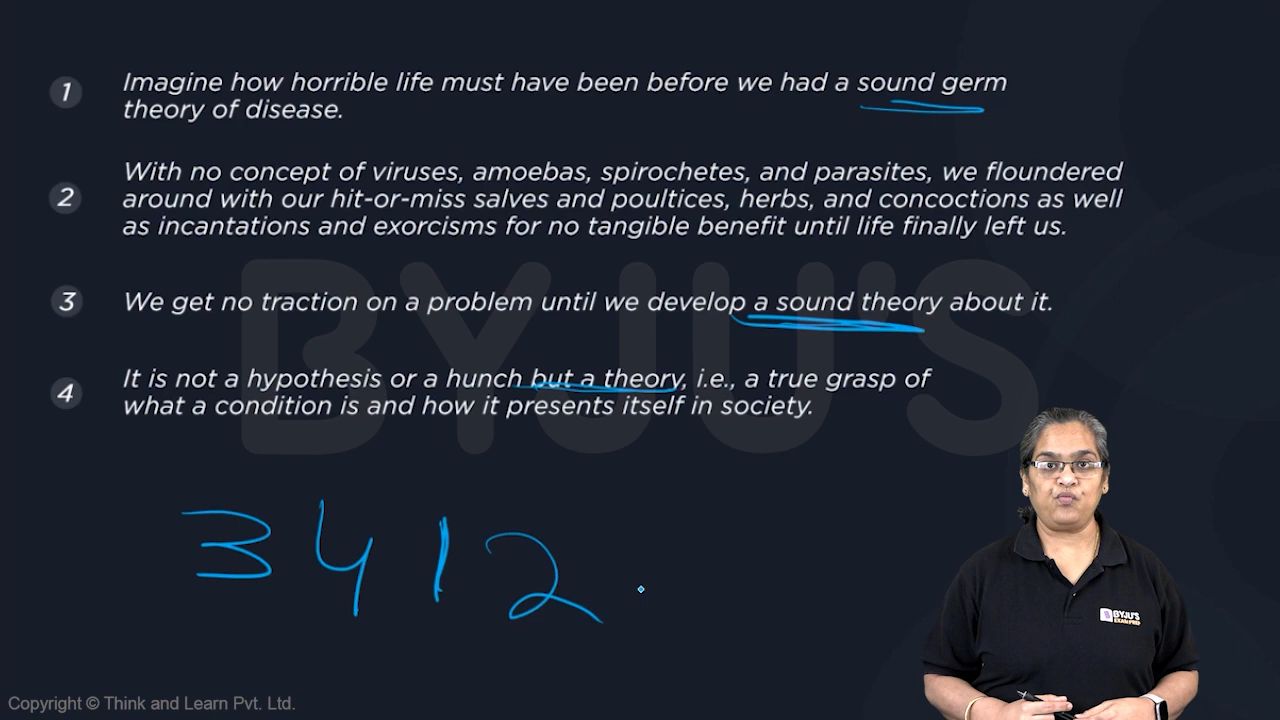 1 Imagine how horrible life must have been before we had a sound germ
theory of disease.
2 With no concept of viruses, amoebas, spirochetes, and parasites, we floundered
around with our hit-or-miss salves and poultices, herbs, and concoctions as well
as incantations and exorcisms for no tangible benefit until life finally left us.
3 We get no traction on a problem until we develop a sound theory about it.
4 It is not a hypothesis or a hunch but a theory, i.e., a true grasp of
what a condition is and how it presents itself in society.
BYJU'S
3 4 1 2
BYJU'S
EXAM PREP
Copyright © Think and Learn Pvt. Ltd.